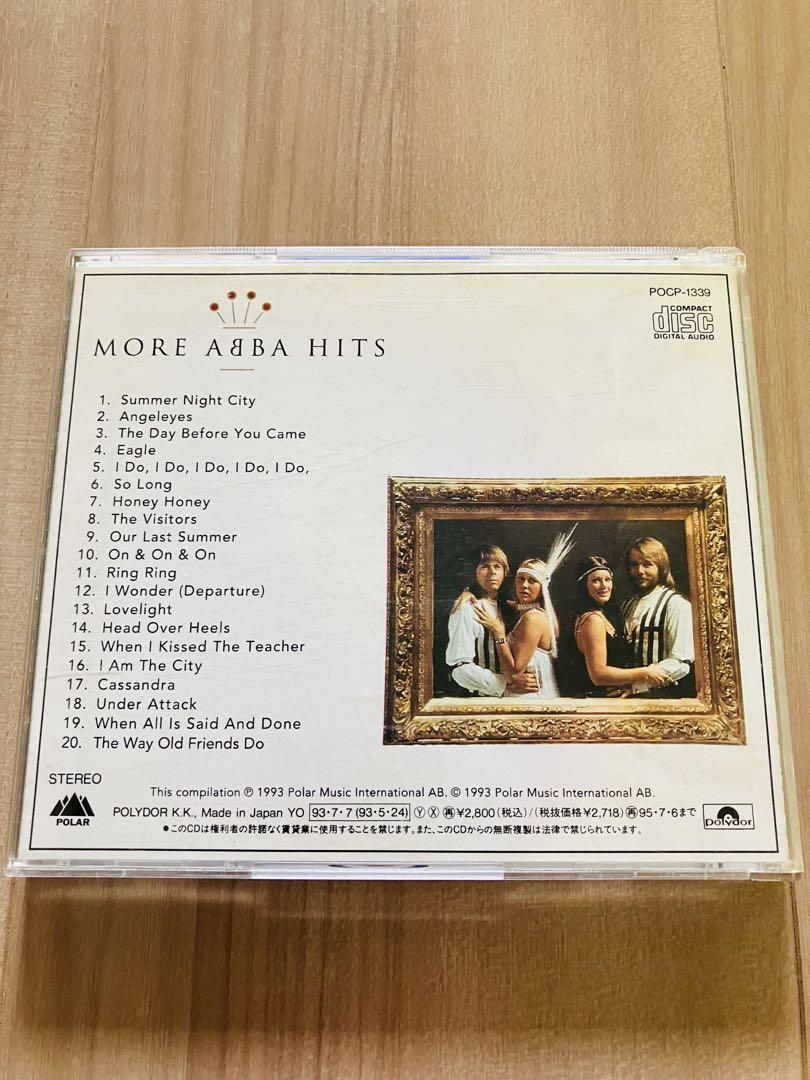 POCP-1339
COMPACT
disc
DIGITAL AUDIO
MORE ABBA HITS
1. Summer Night City
2. Angeleyes
3. The Day Before You Came
4. Eagle
5. I Do, I Do, I Do, I Do, I Do,
6. So Long
7. Honey Honey
8. The Visitors
9. Our Last Summer
10. On & On & On
11. Ring Ring
12. I Wonder (Departure)
13. Lovelight
14. Head Over Heels
15. When I Kissed The Teacher
16. I Am The City
17. Cassandra
18. Under Attack
19. When All Is Said And Done
20. The Way Old Friends Do
STEREO
This compilation ℗ 1993 Polar Music International AB. © 1993 Polar Music International AB.
POLAR
POLYDOR K.K., Made in Japan YO 93・7・7 (93・5・24) Ⓨ Ⓧ ㊢¥2,800(税込)/(税抜価格¥2,718)㊢95・7・6まで
polydor
●このCDは権利者の許諾なく賃貸業に使用することを禁じます。また、このCDからの無断複製は法律で禁じられています。